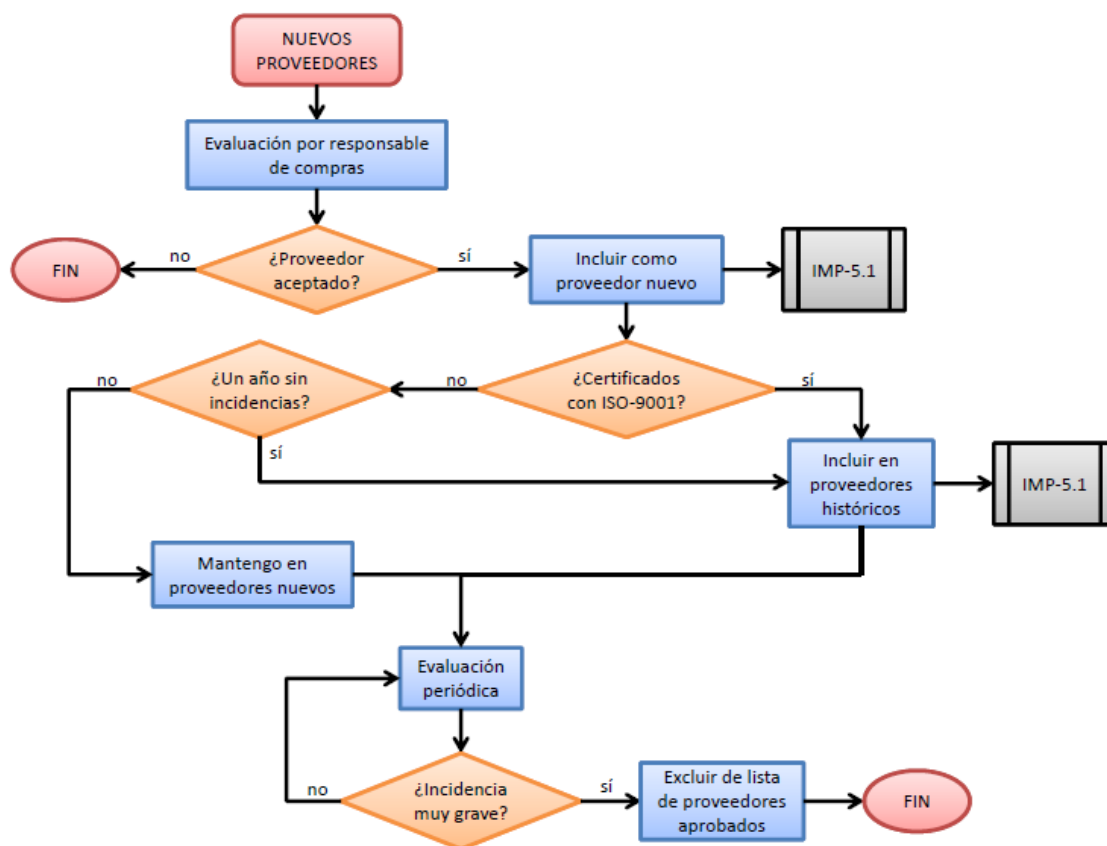 NUEVOS
PROVEEDORES
Evaluación por responsable
de compras
FIN
no
¿Proveedor
aceptado?
sí
Incluir como
proveedor nuevo
IMP-5.1
no
¿Un año sin
incidencias?
no
¿Certificados
con ISO-9001?
sí
sí
Incluir en
proveedores
históricos
IMP-5.1
Mantengo en
proveedores nuevos
Evaluación
periódica
no
¿Incidencia
muy grave?
sí
Excluir de lista
de proveedores
aprobados
FIN